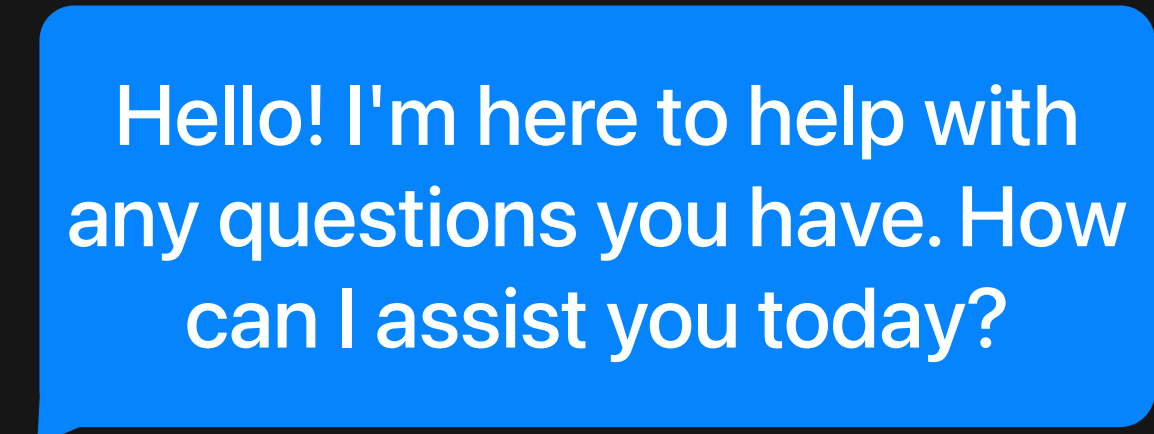 Hello! I'm here to help with
any questions you have. How
can I assist you today?